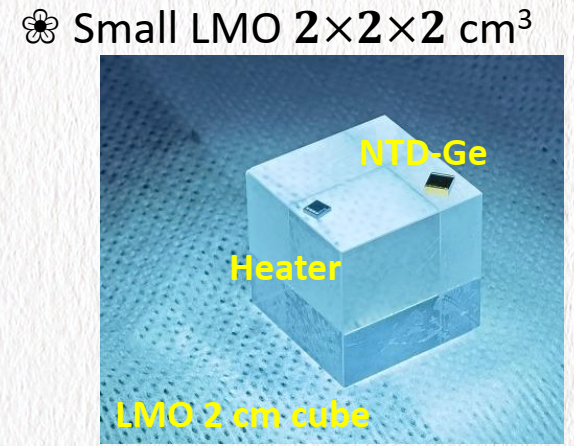 ❀ Small LMO 2×2×2 cm³
NTD-Ge
Heater
LMO 2 cm cube